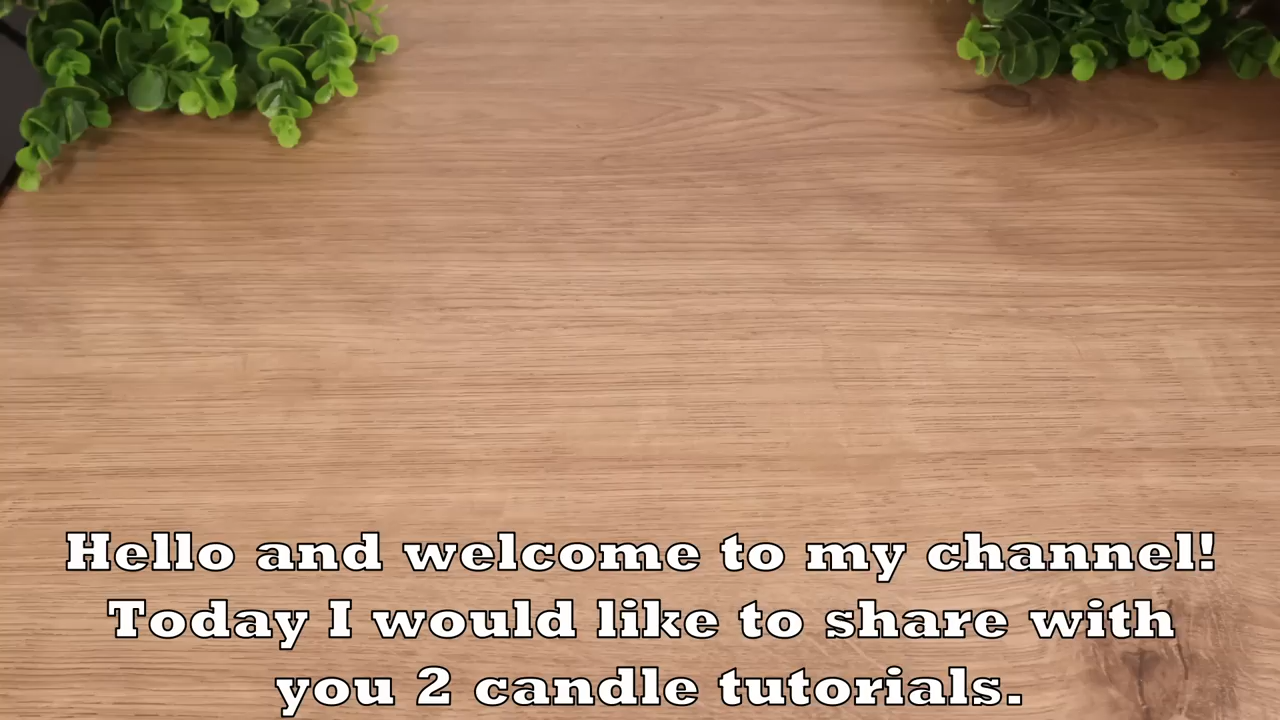 Hello and welcome to my channel!
Today I would like to share with
you 2 candle tutorials.